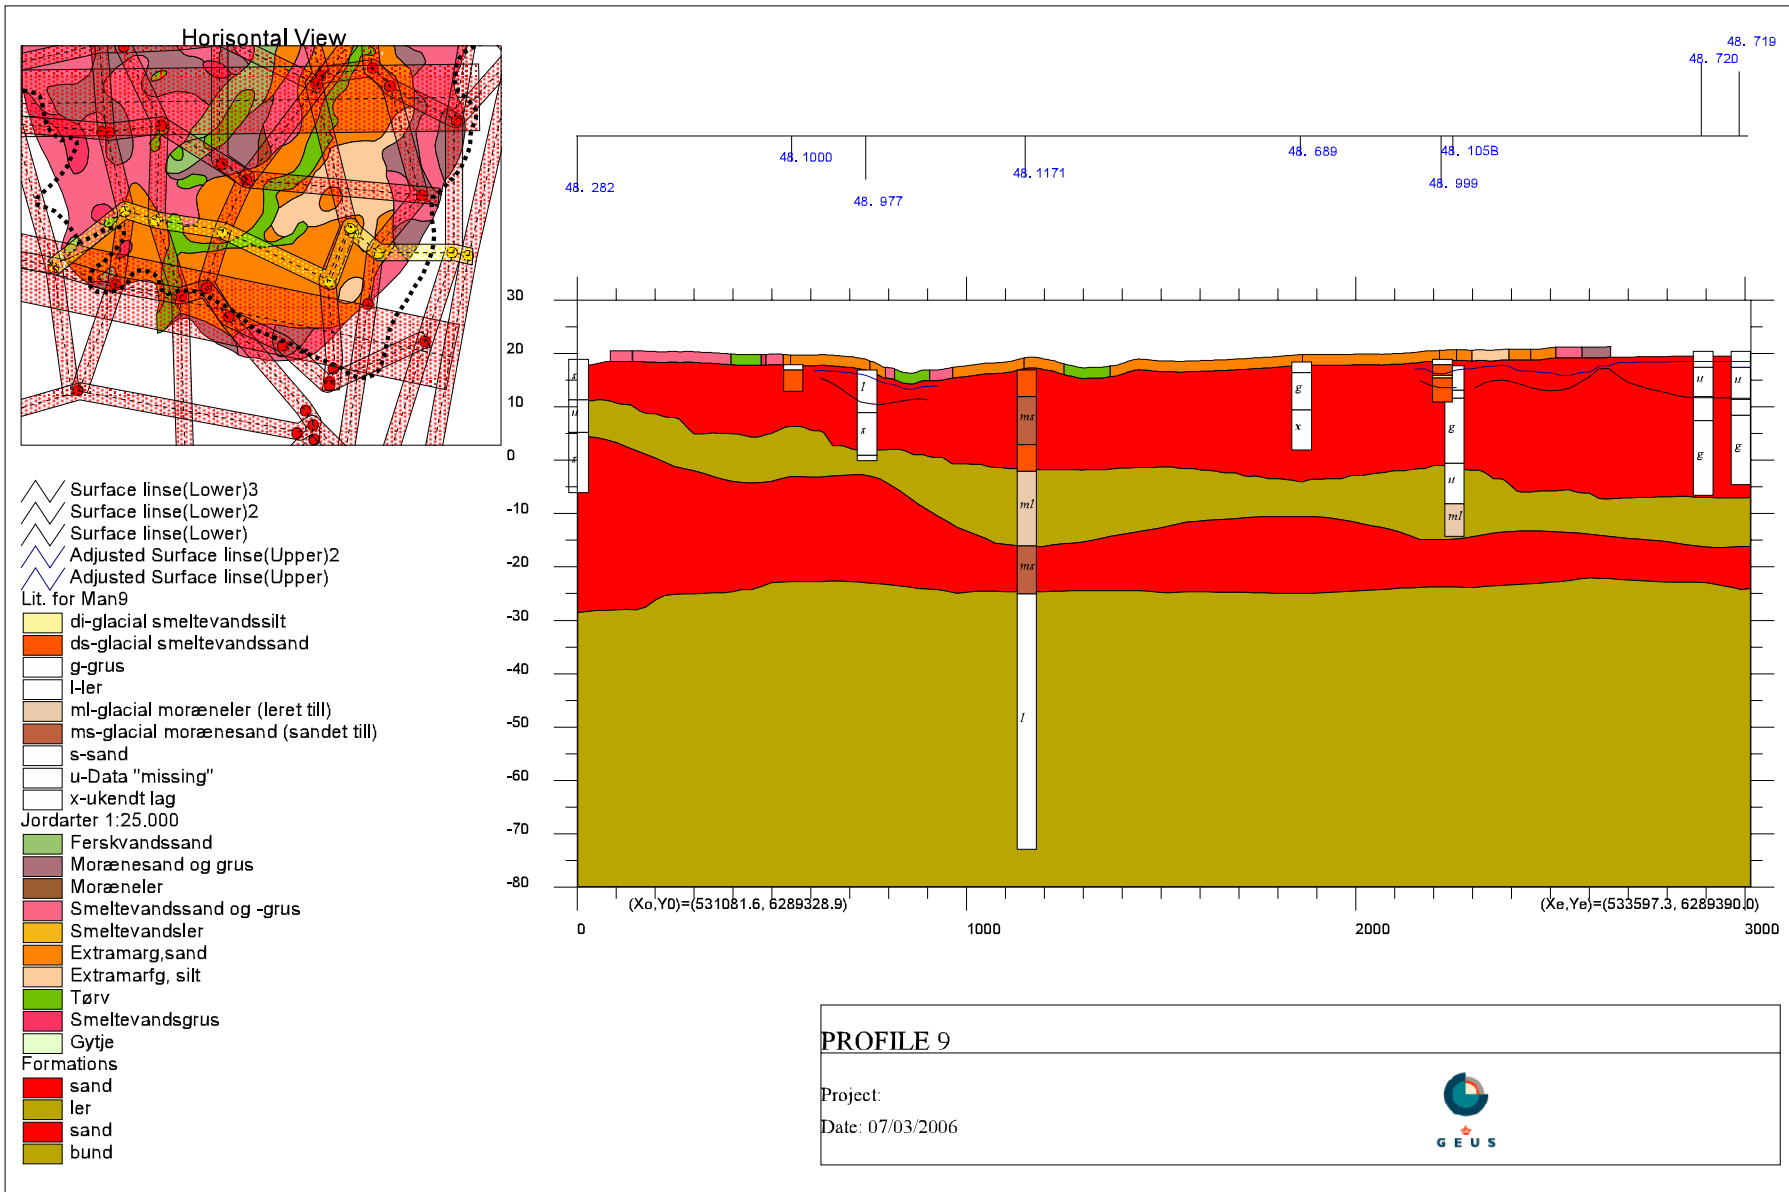 Horisontal View
48. 719
48. 720
48. 1000
48. 689
48. 105B
48. 282
48. 1171
48. 999
48. 977
30
20
10
0
-10
-20
-30
-40
-50
-60
-70
-80
s
u
s
l
s
ms
ml
ms
l
g
x
g
u
ml
u
g
u
g
(Xo,Y0)=(531081.6, 6289328.9)
(Xe,Ye)=(533597.3, 6289390.0)
0
1000
2000
3000
Surface linse(Lower)3
Surface linse(Lower)2
Surface linse(Lower)
Adjusted Surface linse(Upper)2
Adjusted Surface linse(Upper)
Lit. for Man9
di-glacial smeltevandssilt
ds-glacial smeltevandssand
g-grus
l-ler
ml-glacial moræneler (leret till)
ms-glacial morænesand (sandet till)
s-sand
u-Data "missing"
x-ukendt lag
Jordarter 1:25.000
Ferskvandssand
Morænesand og grus
Moræneler
Smeltevandssand og -grus
Smeltevandsler
Extramarg,sand
Extramarfg, silt
Tørv
Smeltevandsgrus
Gytje
Formations
sand
ler
sand
bund
PROFILE 9
Project:
Date: 07/03/2006
G E U S